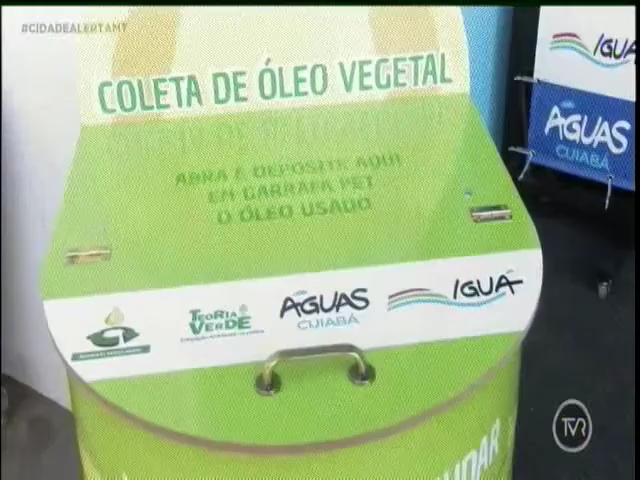 #CIDADEALERTAMT
COLETA DE ÓLEO VEGETAL
ABRA E DEPOSITE AQUI
EM GARRAFA PET
O ÓLEO USADO
TEORIA
VERDE
ÁGUAS
CUIABÁ
IGUÁ
IGUÁ
ÁGUAS
CUIABÁ
TVR